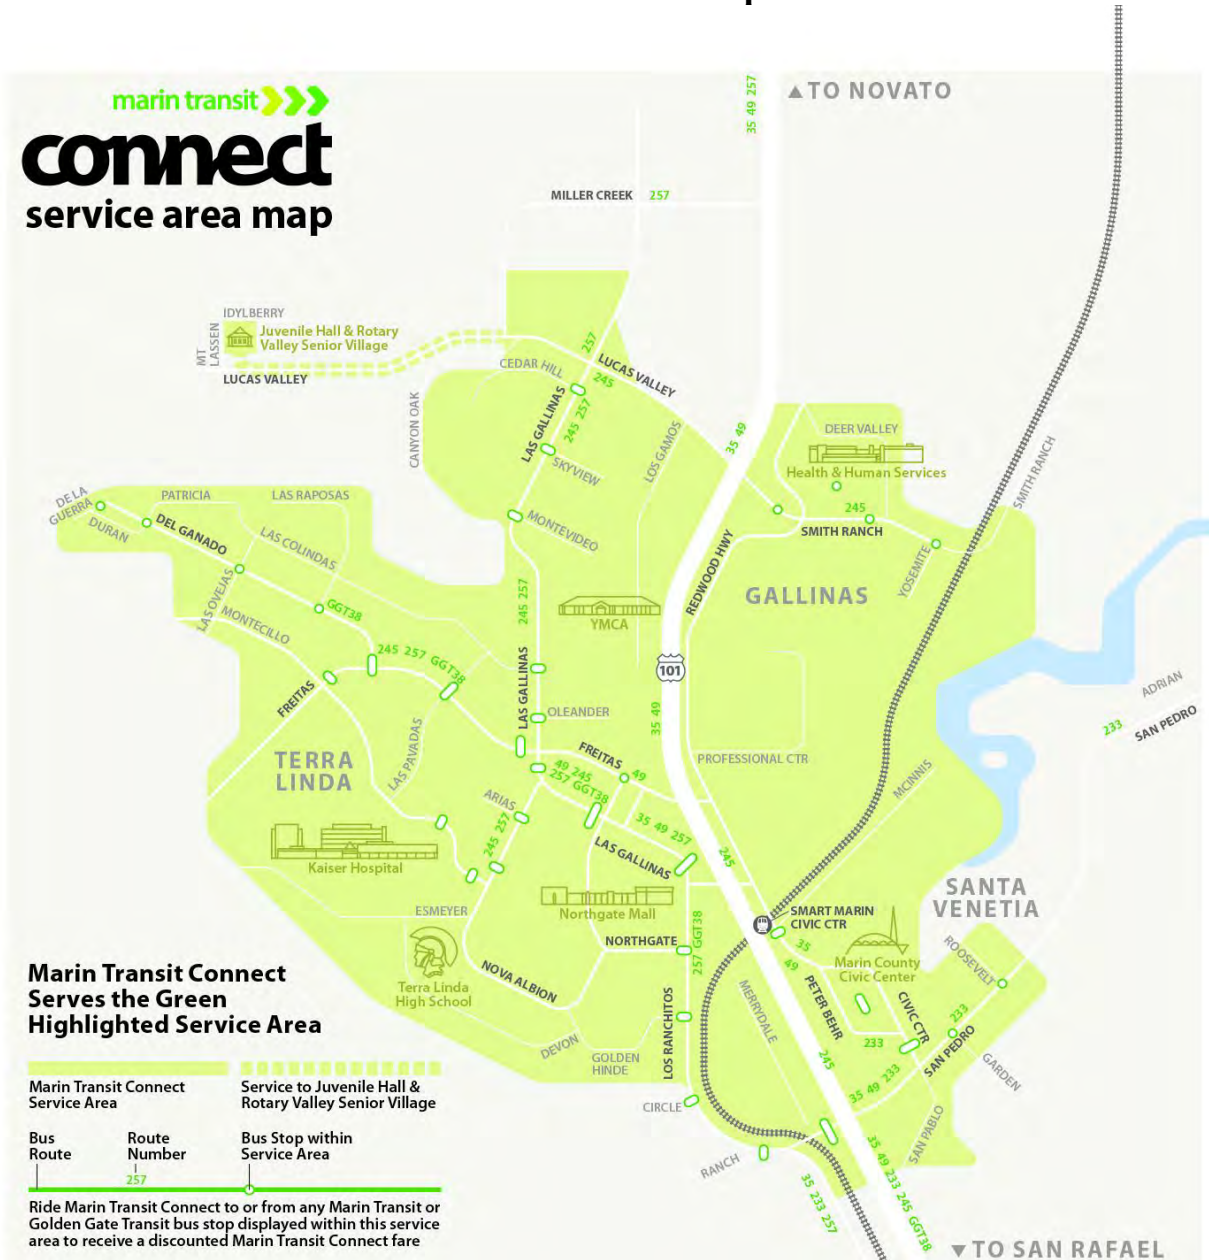 marin transit
connect
service area map
TO NOVATO
35 49 257
MILLER CREEK 257
IDYLBERRY
MT
LASSEN
Juvenile Hall & Rotary
Valley Senior Village
LUCAS VALLEY
257
CEDAR HILL
LUCAS VALLEY
245
CANYON OAK
LAS GALLINAS
245 257
SKYVIEW
LOS GAMOS
35 49
DEER VALLEY
Health & Human Services
245
SMITH RANCH
SMITH RANCH
YOSEMITE
DE LA
GUERRA
PATRICIA
LAS RAPOSAS
DURAN
DEL GANADO
LAS COLINDAS
MONTEVIDEO
REDWOOD HWY
GALLINAS
LAS OVEJAS
MONTECILLO
GGT38
245 257
YMCA
245 257 GGT38
FREITAS
LAS GALLINAS
101
OLEANDER
35 49
ADRIAN
233
SAN PEDRO
TERRA
LINDA
LAS PAVADAS
FREITAS
49
49 245
257 GGT38
PROFESSIONAL CTR
MCINNIS
ARIAS
245 257
35 49 257
LAS GALLINAS
245
Kaiser Hospital
Northgate Mall
ESMEYER
SANTA
VENETIA
SMART MARIN
CIVIC CTR
35
49
Marin County
Civic Center
ROOSEVELT
NORTHGATE
257 GGT38
Terra Linda
High School
NOVA ALBION
PETER BEHR
CIVIC CTR
MERRYDALE
LOS RANCHITOS
233
233
SAN PEDRO
GARDEN
DEVON
GOLDEN
HINDE
245
35 49 233
CIRCLE
SAN PABLO
RANCH
35 233 257
35 49 233 245 GGT38
TO SAN RAFAEL
Marin Transit Connect
Serves the Green
Highlighted Service Area
Marin Transit Connect
Service Area
Service to Juvenile Hall &
Rotary Valley Senior Village
Bus
Route
Route
Number
Bus Stop within
Service Area
257
Ride Marin Transit Connect to or from any Marin Transit or
Golden Gate Transit bus stop displayed within this service
area to receive a discounted Marin Transit Connect fare